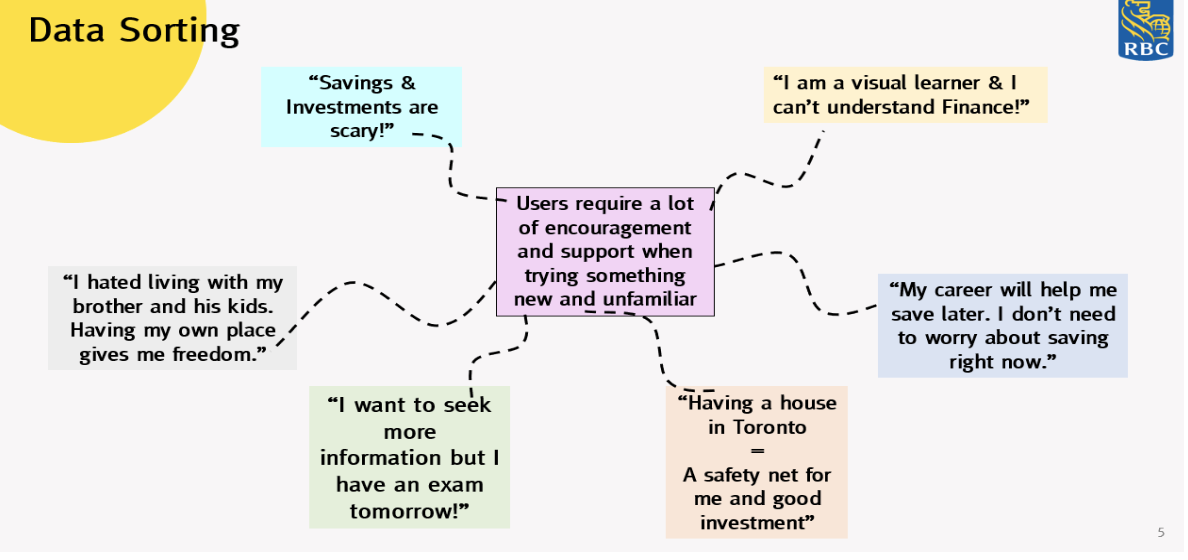 Data Sorting
RBC
“Savings &
Investments are
scary!”
“I am a visual learner & I
can’t understand Finance!”
Users require a lot
of encouragement
and support when
trying something
new and unfamiliar
“I hated living with my
brother and his kids.
Having my own place
gives me freedom.”
“My career will help me
save later. I don’t need
to worry about saving
right now.”
“I want to seek
more
information but I
have an exam
tomorrow!”
“Having a house
in Toronto
=
A safety net for
me and good
investment”
5